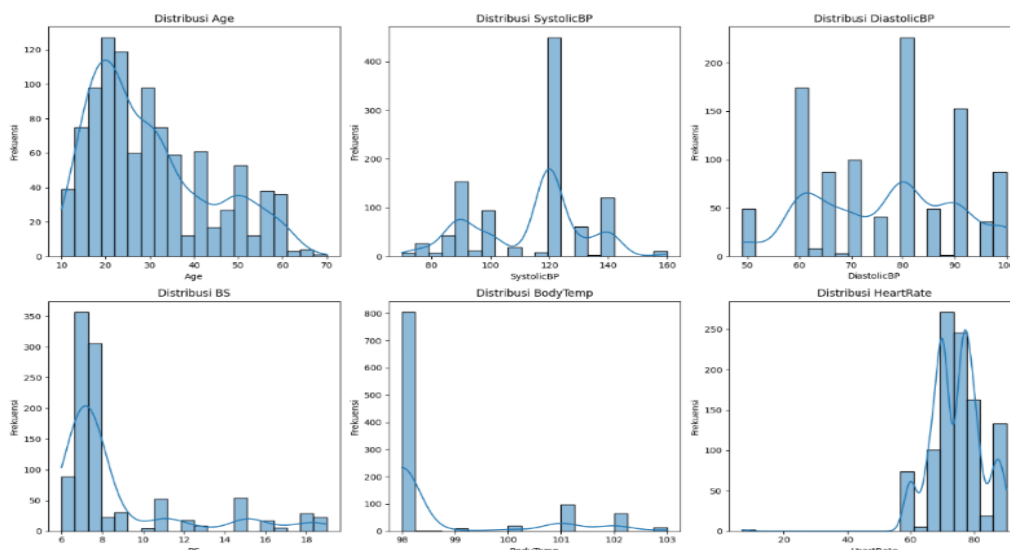 Distribusi Age
Frekuensi
120
100
80
60
40
20
0
10 20 30 40 50 60 70
Age
Distribusi SystolicBP
Frekuensi
400
300
200
100
0
80 100 120 140 160
SystolicBP
Distribusi DiastolicBP
Frekuensi
200
150
100
50
0
50 60 70 80 90 100
DiastolicBP
Distribusi BS
Frekuensi
350
300
250
200
150
100
50
0
6 8 10 12 14 16 18
BS
Distribusi BodyTemp
Frekuensi
800
700
600
500
400
300
200
100
0
98 99 100 101 102 103
BodyTemp
Distribusi HeartRate
Frekuensi
250
200
150
100
50
0
20 40 60 80
HeartRate